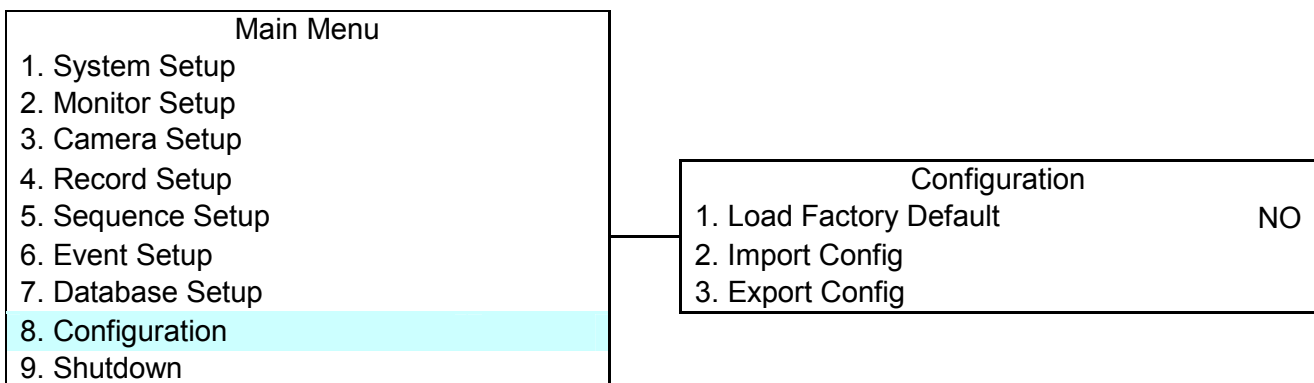 Main Menu
1. System Setup
2. Monitor Setup
3. Camera Setup
4. Record Setup
5. Sequence Setup
6. Event Setup
7. Database Setup
8. Configuration
9. Shutdown
Configuration
1. Load Factory Default NO
2. Import Config
3. Export Config